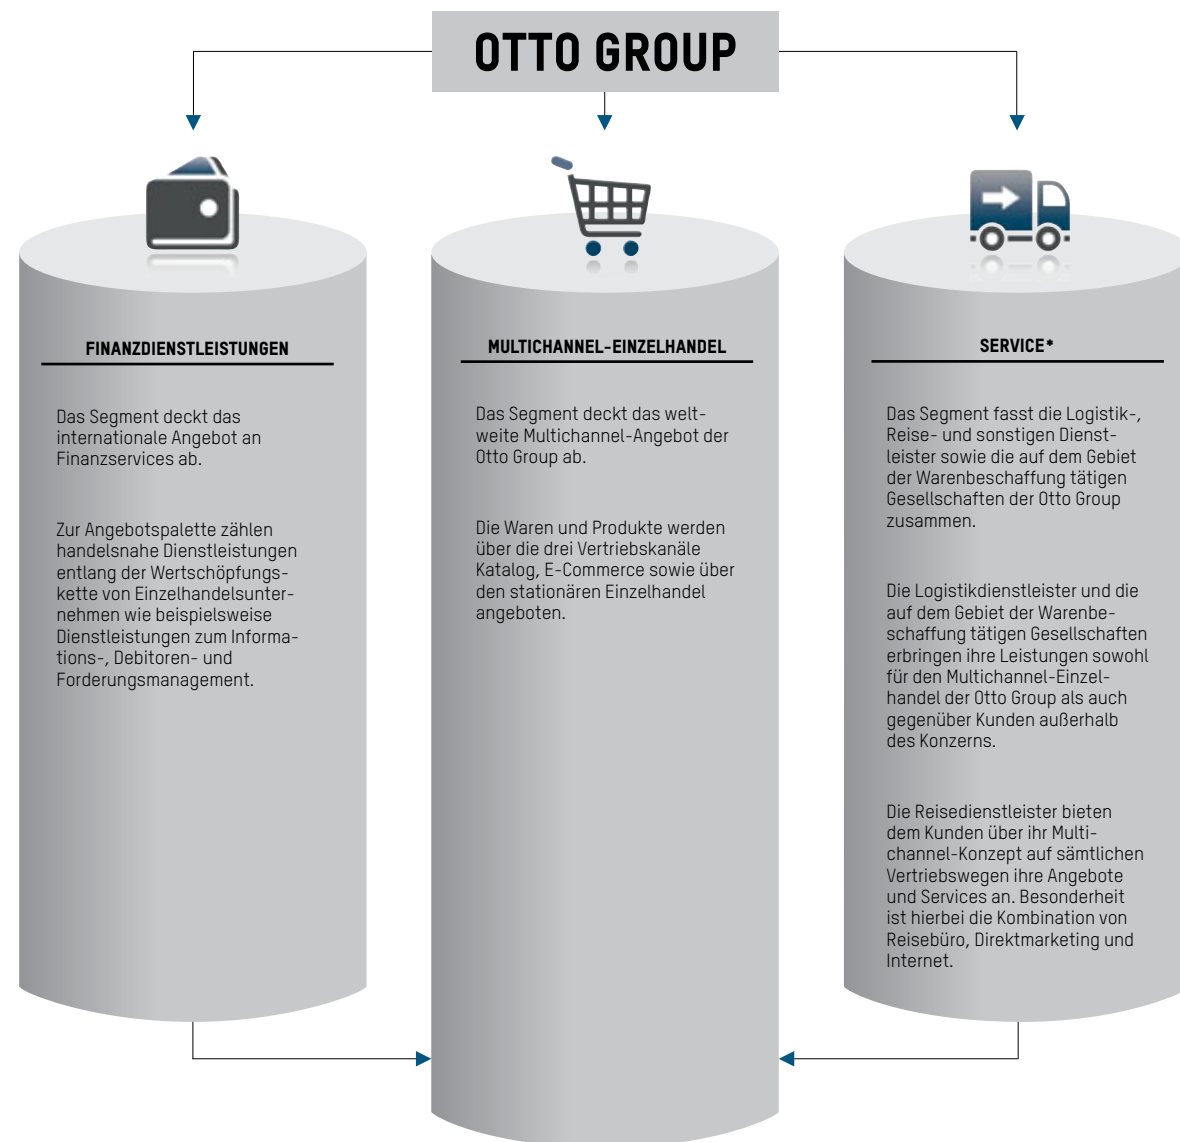 OTTO GROUP
FINANZDIENSTLEISTUNGEN
Das Segment deckt das
internationale Angebot an
Finanzservices ab.
Zur Angebotspalette zählen
handelsnahe Dienstleistungen
entlang der Wertschöpfungs-
kette von Einzelhandelsunter-
nehmen wie beispielsweise
Dienstleistungen zum Informa-
tions-, Debitoren- und
Forderungsmanagement.
MULTICHANNEL-EINZELHANDEL
Das Segment deckt das welt-
weite Multichannel-Angebot der
Otto Group ab.
Die Waren und Produkte werden
über die drei Vertriebskanäle
Katalog, E-Commerce sowie über
den stationären Einzelhandel
angeboten.
SERVICE*
Das Segment fasst die Logistik-,
Reise- und sonstigen Dienst-
leister sowie die auf dem Gebiet
der Warenbeschaffung tätigen
Gesellschaften der Otto Group
zusammen.
Die Logistikdienstleister und die
auf dem Gebiet der Warenbe-
schaffung tätigen Gesellschaften
erbringen ihre Leistungen sowohl
für den Multichannel-Einzel-
handel der Otto Group als auch
gegenüber Kunden außerhalb
des Konzerns.
Die Reisedienstleister bieten
dem Kunden über ihr Multi-
channel-Konzept auf sämtlichen
Vertriebswegen ihre Angebote
und Services an. Besonderheit
ist hierbei die Kombination von
Reisebüro, Direktmarketing und
Internet.